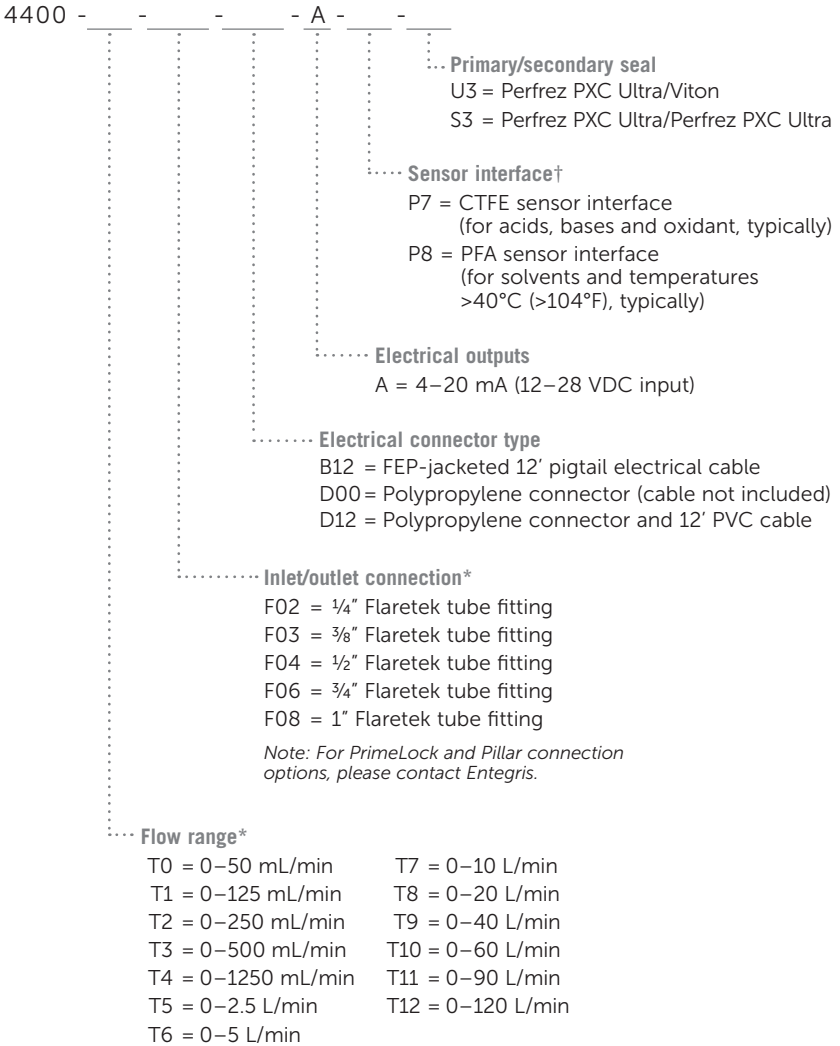 4400 -____ -____ -____ - A -____ -____
Primary/secondary seal
U3 = Perfrez PXC Ultra/Viton
S3 = Perfrez PXC Ultra/Perfrez PXC Ultra
Sensor interface†
P7 = CTFE sensor interface
(for acids, bases and oxidant, typically)
P8 = PFA sensor interface
(for solvents and temperatures
>40°C (>104°F), typically)
Electrical outputs
A = 4–20 mA (12–28 VDC input)
Electrical connector type
B12 = FEP-jacketed 12′ pigtail electrical cable
D00 = Polypropylene connector (cable not included)
D12 = Polypropylene connector and 12′ PVC cable
Inlet/outlet connection*
F02 = ¼″ Flaretek tube fitting
F03 = ⅜″ Flaretek tube fitting
F04 = ½″ Flaretek tube fitting
F06 = ¾″ Flaretek tube fitting
F08 = 1″ Flaretek tube fitting
Note: For PrimeLock and Pillar connection
options, please contact Entegris.
Flow range*
T0 = 0–50 mL/min
T1 = 0–125 mL/min
T2 = 0–250 mL/min
T3 = 0–500 mL/min
T4 = 0–1250 mL/min
T5 = 0–2.5 L/min
T6 = 0–5 L/min
T7 = 0–10 L/min
T8 = 0–20 L/min
T9 = 0–40 L/min
T10 = 0–60 L/min
T11 = 0–90 L/min
T12 = 0–120 L/min